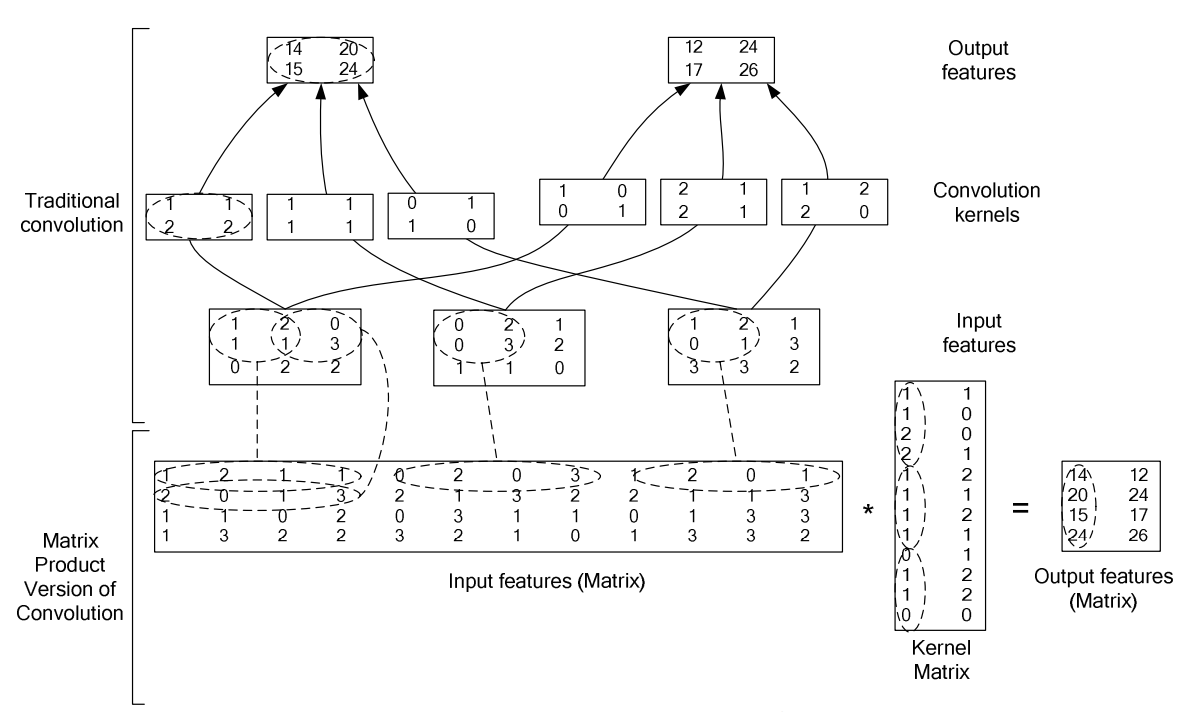 14 20
15 24
12 24
17 26
Output
features
Traditional
convolution
1 1
2 2
1 1
1 1
0 1
1 0
1 0
0 1
2 1
2 1
1 2
2 0
Convolution
kernels
1 2 0
1 1 3
0 2 2
0 2 1
0 3 2
1 1 0
1 2 1
0 1 3
3 3 2
Input
features
Matrix
Product
Version of
Convolution
1 2 1 1 0 2 0 3 1 2 0 1
2 0 1 3 2 1 3 2 2 1 1 3
1 1 0 2 0 3 1 1 0 1 3 3
1 3 2 2 3 2 1 0 1 3 3 2
Input features (Matrix)
*
1 1
1 0
2 0
2 1
1 2
1 1
1 2
1 1
0 1
1 2
1 2
0 0
Kernel
Matrix
=
14 12
20 24
15 17
24 26
Output features
(Matrix)